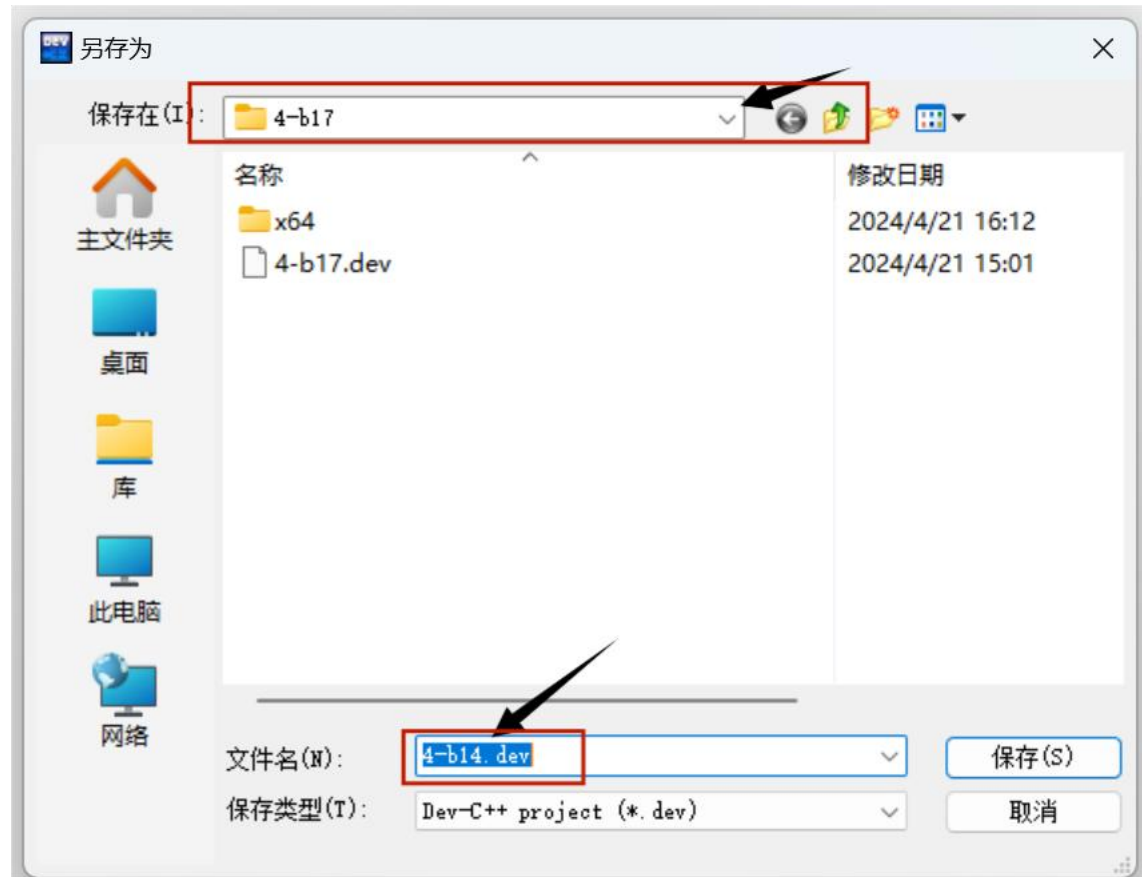 DEV 另存为
保存在(I): 4-b17
名称 修改日期
x64 2024/4/21 16:12
4-b17.dev 2024/4/21 15:01
主文件夹
桌面
库
此电脑
网络
文件名(N): 4-b14.dev 保存(S)
保存类型(T): Dev-C++ project (*.dev) 取消